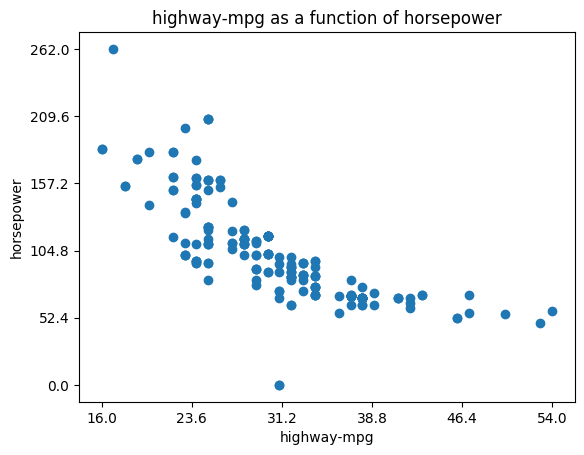 highway-mpg as a function of horsepower
262.0
209.6
157.2
104.8
52.4
0.0
horsepower
16.0 23.6 31.2 38.8 46.4 54.0
highway-mpg